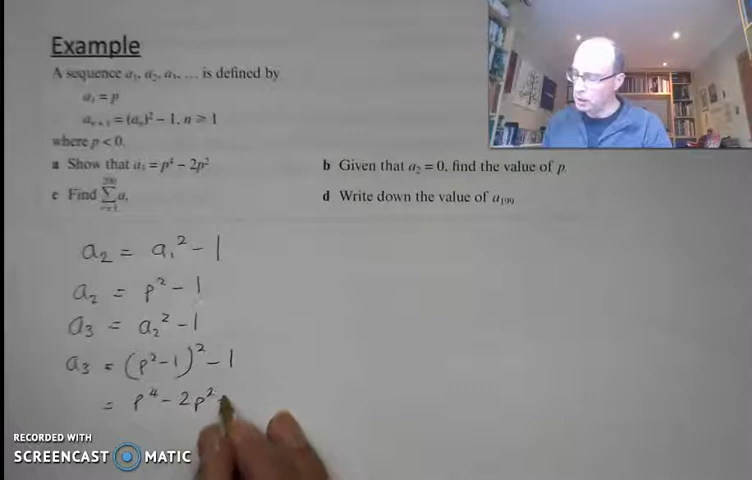 Example
A sequence a₁, a₂, a₃, … is defined by
a₁ = p
aₙ₊₁ = (aₙ)² − 1, n ⩾ 1
where p < 0.
a Show that a₃ = p⁴ − 2p²
b Given that a₂ = 0, find the value of p.
c Find ∑ aᵣ
d Write down the value of a₁₉₉
a₂ = a₁² − 1
a₂ = p² − 1
a₃ = a₂² − 1
a₃ = (p² − 1)² − 1
= p⁴ − 2p²
RECORDED WITH
SCREENCAST MATIC